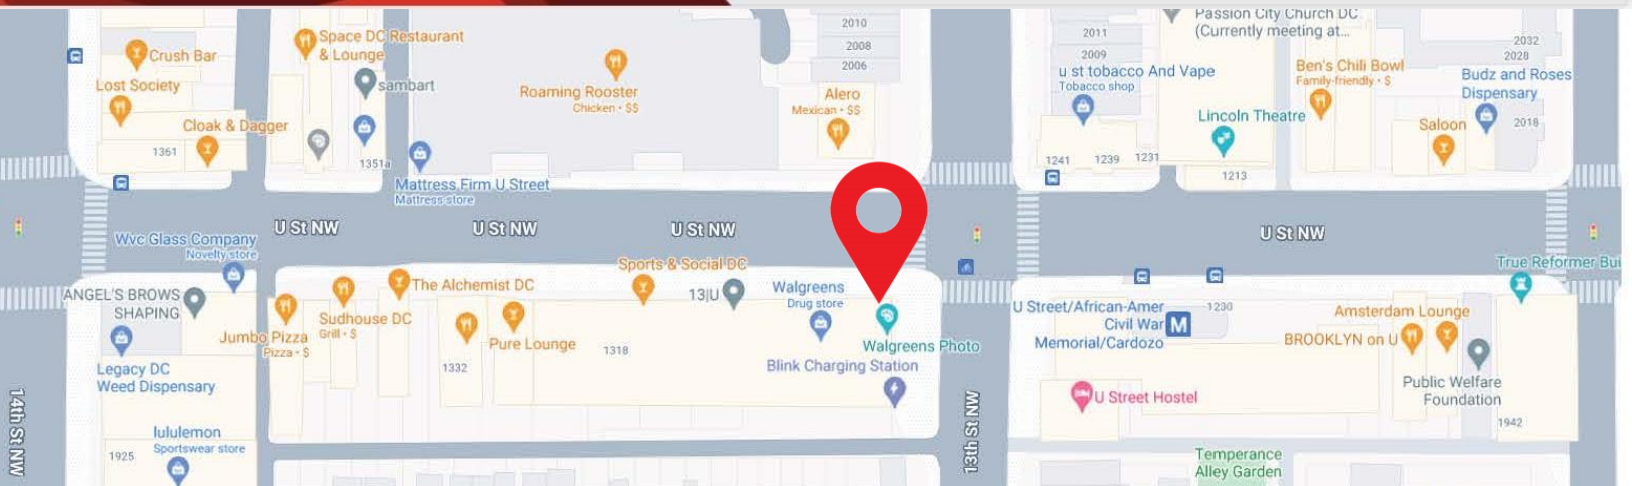 Crush Bar
Lost Society
Cloak & Dagger
1361
Space DC Restaurant
& Lounge
sambart
1351a
Roaming Rooster
Chicken • $$
Mattress Firm U Street
Mattress store
2010
2008
2006
Alero
Mexican • $$
2011
2009
u st tobacco And Vape
Tobacco shop
1241
1239
1231
Passion City Church DC
(Currently meeting at...
Lincoln Theatre
1213
Ben's Chili Bowl
Family-friendly • $
2032
2028
Budz and Roses
Dispensary
Saloon
2018
U St NW
U St NW
U St NW
U St NW
Wvc Glass Company
Novelty store
ANGEL'S BROWS
SHAPING
Legacy DC
Weed Dispensary
lululemon
Sportswear store
1925
14th St NW
Jumbo Pizza
Pizza • $
Sudhouse DC
Grill • $
The Alchemist DC
1332
Pure Lounge
1318
Sports & Social DC
13|U
Walgreens
Drug store
Walgreens Photo
Blink Charging Station
13th St NW
U Street/African-Amer
Civil War
Memorial/Cardozo
M
1230
U Street Hostel
Amsterdam Lounge
BROOKLYN on U
Public Welfare
Foundation
True Reformer Bui
1942
Temperance
Alley Garden